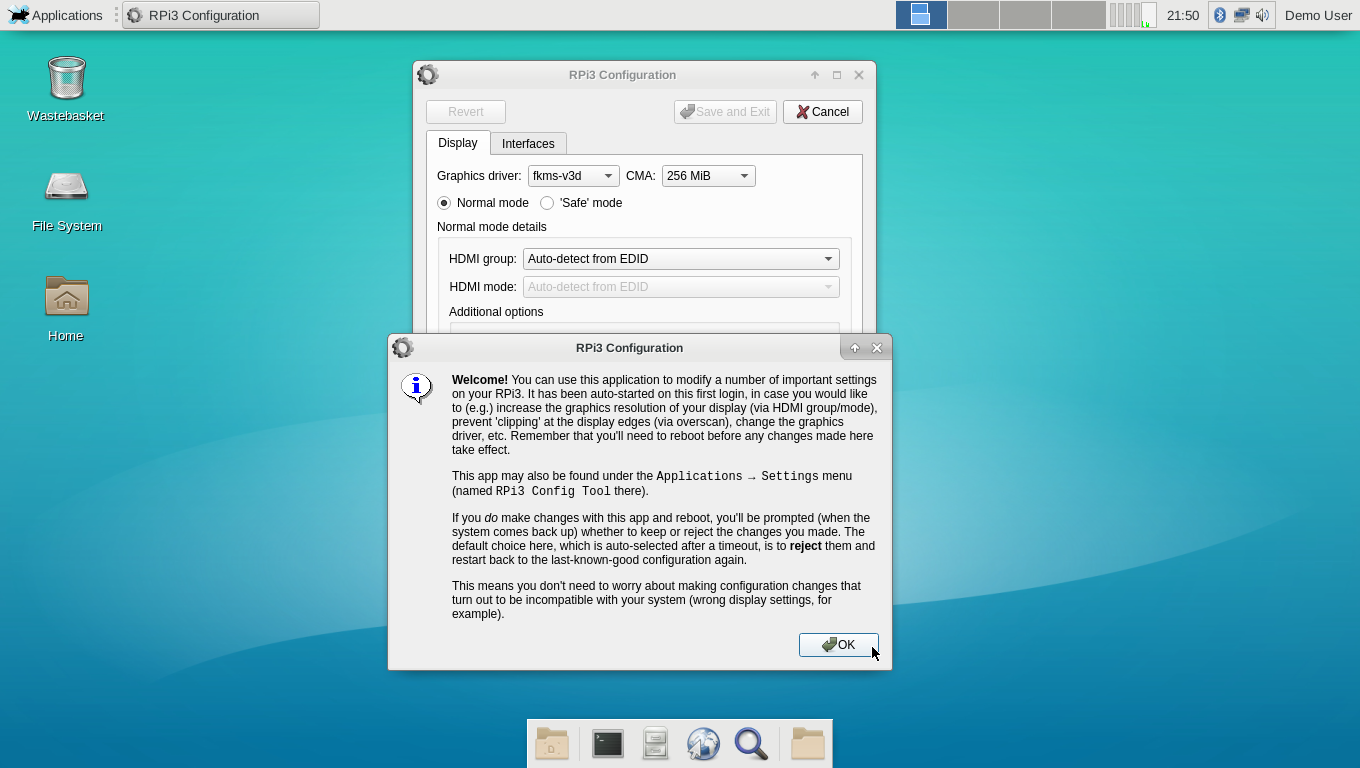 Applications
RPi3 Configuration
21:50
Demo User
Wastebasket
File System
Home
RPi3 Configuration
Revert
Save and Exit
Cancel
Display
Interfaces
Graphics driver:
fkms-v3d
CMA:
256 MiB
Normal mode
'Safe' mode
Normal mode details
HDMI group:
Auto-detect from EDID
HDMI mode:
Auto-detect from EDID
Additional options
RPi3 Configuration
Welcome! You can use this application to modify a number of important settings
on your RPi3. It has been auto-started on this first login, in case you would like
to (e.g.) increase the graphics resolution of your display (via HDMI group/mode),
prevent 'clipping' at the display edges (via overscan), change the graphics
driver, etc. Remember that you'll need to reboot before any changes made here
take effect.
This app may also be found under the Applications → Settings menu
(named RPi3 Config Tool there).
If you do make changes with this app and reboot, you'll be prompted (when the
system comes back up) whether to keep or reject the changes you made. The
default choice here, which is auto-selected after a timeout, is to reject them and
restart back to the last-known-good configuration again.
This means you don't need to worry about making configuration changes that
turn out to be incompatible with your system (wrong display settings, for
example).
OK